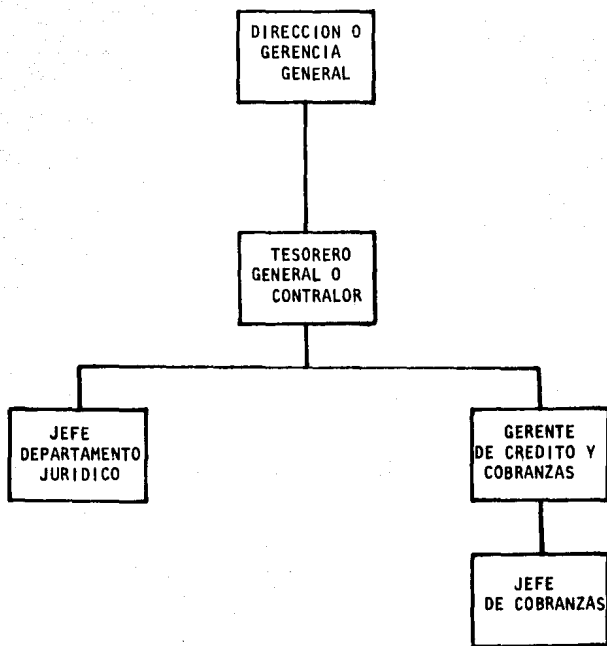 DIRECCION O
GERENCIA
GENERAL
TESORERO
GENERAL O
CONTRALOR
JEFE
DEPARTAMENTO
JURIDICO
GERENTE
DE CREDITO Y
COBRANZAS
JEFE
DE COBRANZAS